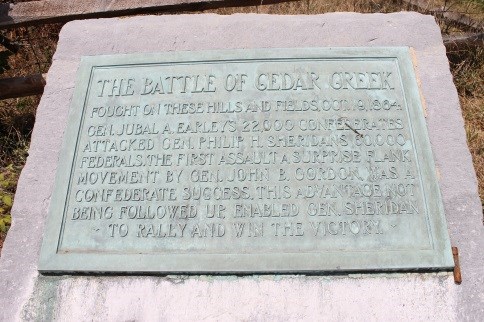 THE BATTLE OF CEDAR CREEK
FOUGHT ON THESE HILLS AND FIELDS, OCT. 19, 1864.
GEN. JUBAL A. EARLEY'S 22,000 CONFEDERATES
ATTACKED GEN. PHILIP H. SHERIDAN'S 60,000
FEDERALS. THE FIRST ASSAULT A SURPRISE FLANK
MOVEMENT BY GEN. JOHN B. GORDON, WAS A
CONFEDERATE SUCCESS. THIS ADVANTAGE NOT
BEING FOLLOWED UP ENABLED GEN. SHERIDAN
- TO RALLY AND WIN THE VICTORY. -